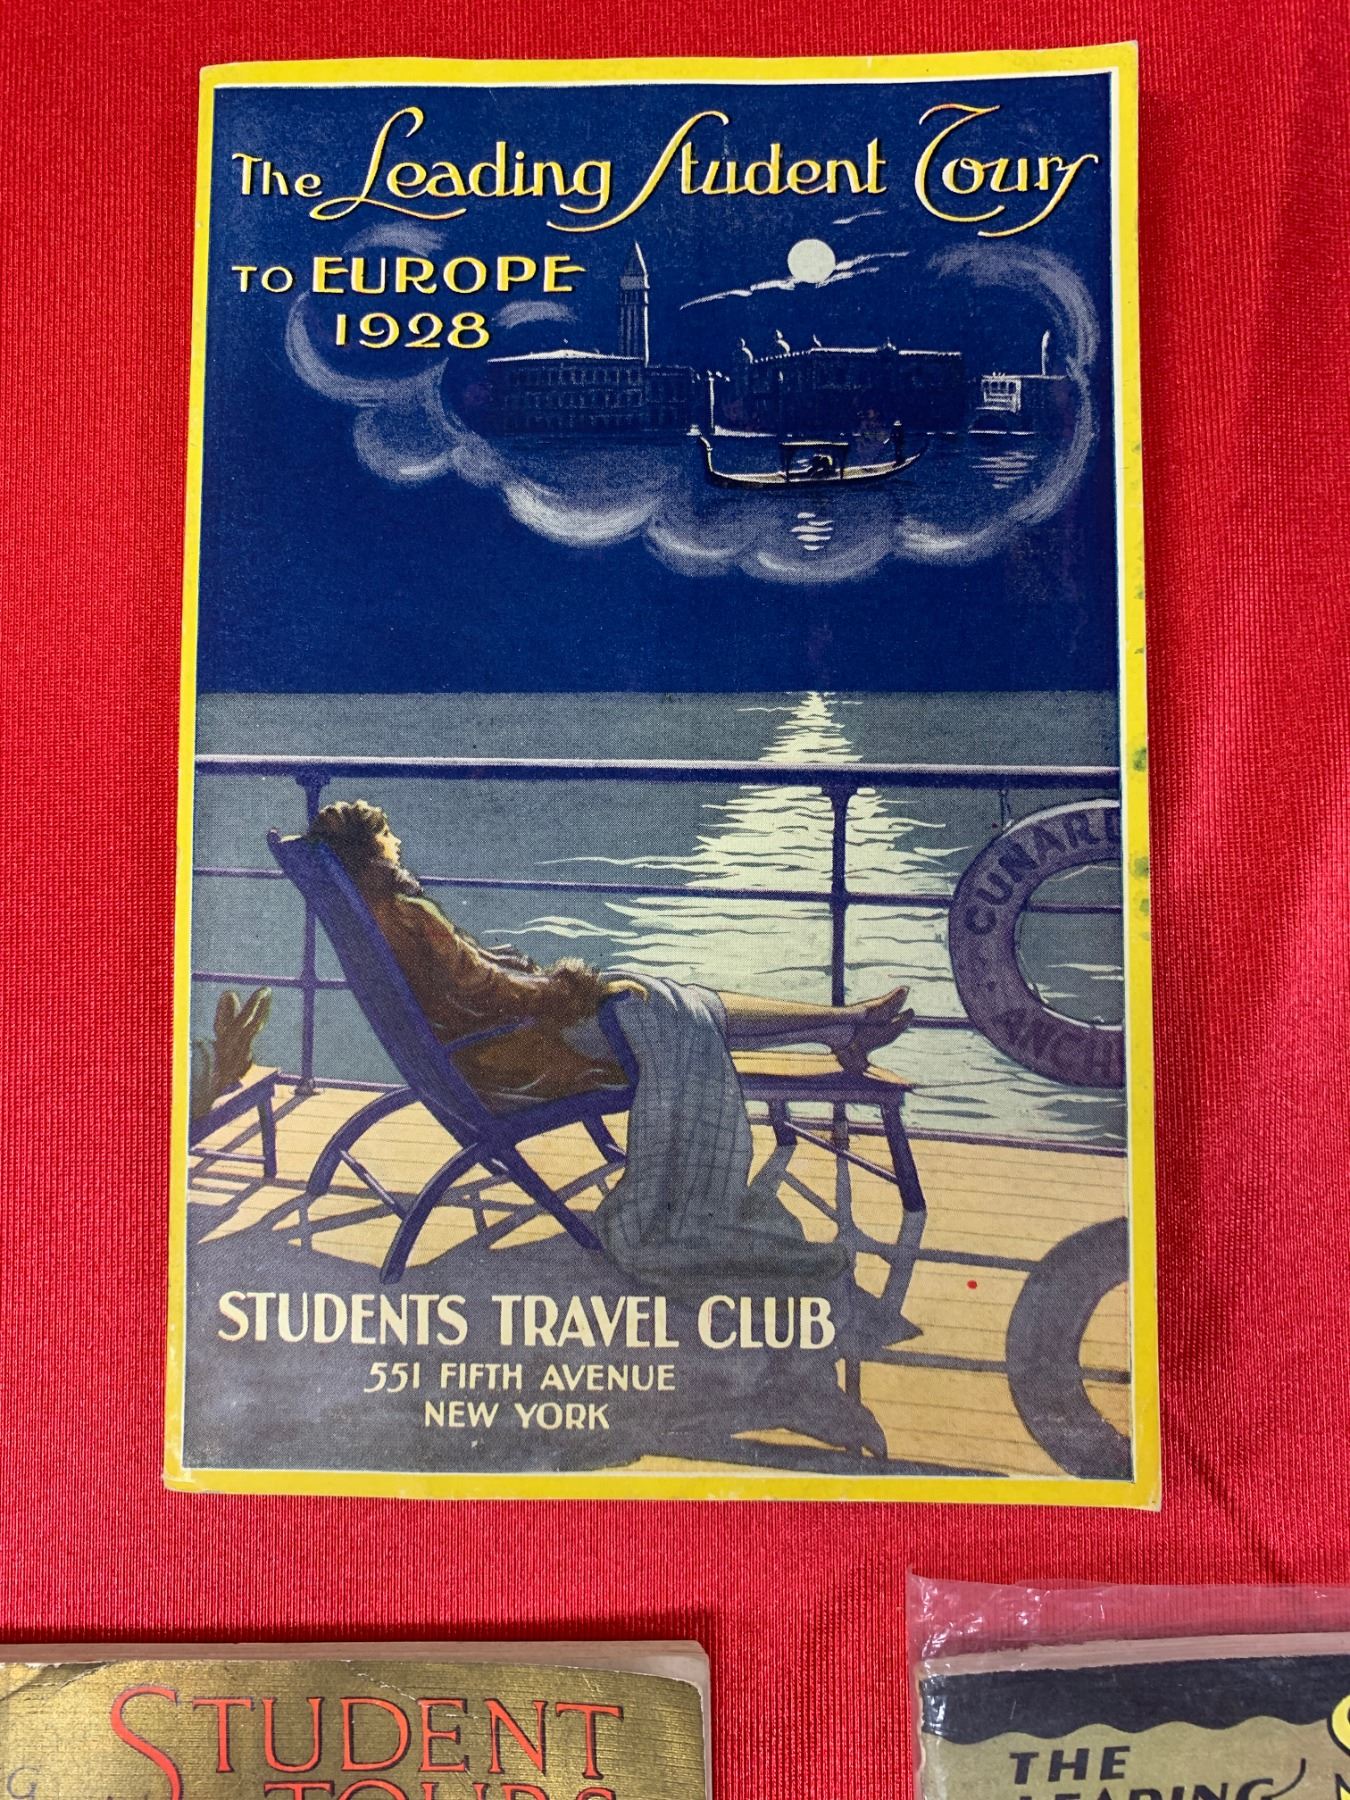 The Leading Student Tours
TO EUROPE
1928
CUNARD
ANCH
STUDENTS TRAVEL CLUB
551 FIFTH AVENUE
NEW YORK
STUDENT
TOURS
THE
LEADING